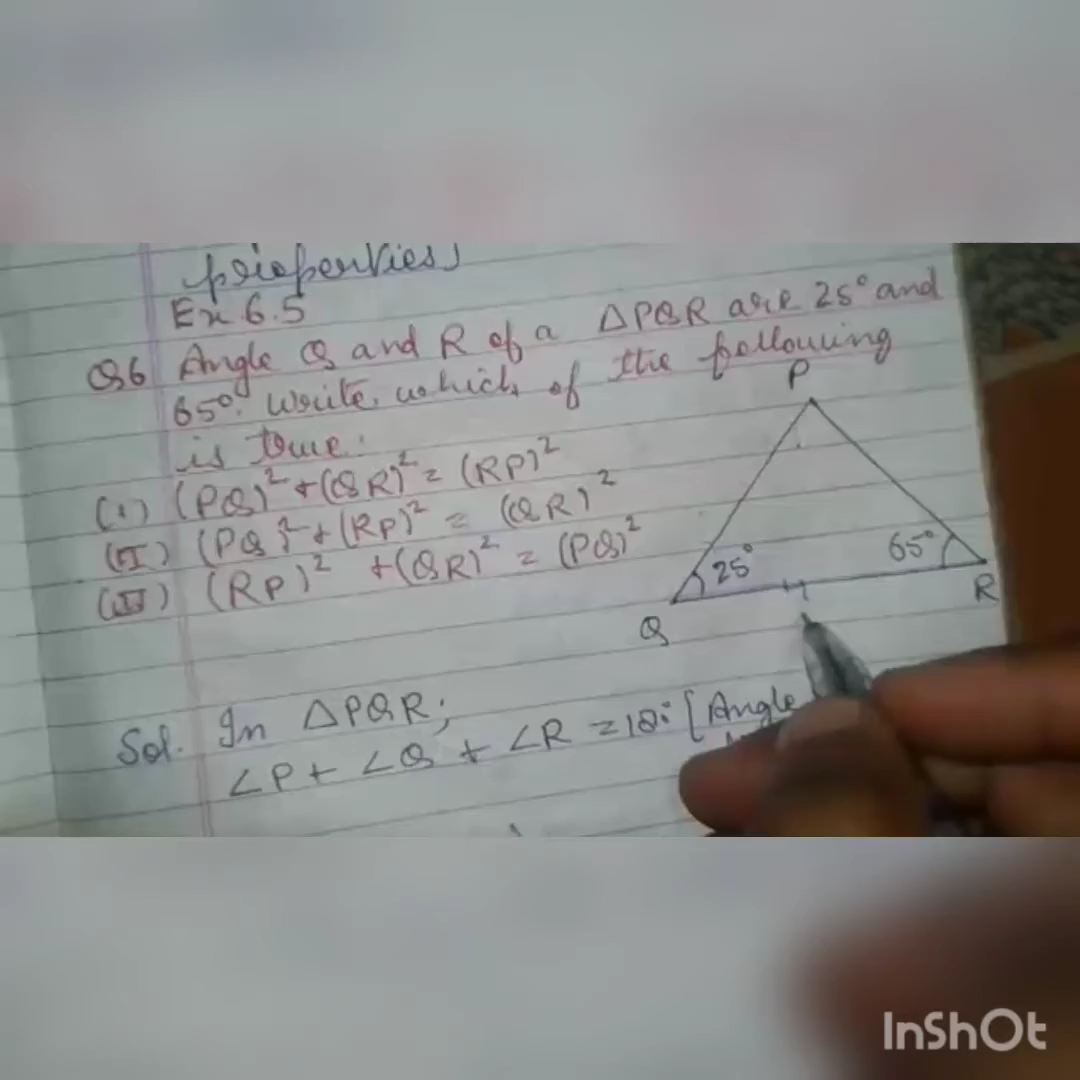 properties
Ex.6.5
Q6 Angle Q and R of a ΔPQR are 25° and
65°. Write which of the following
is true:
(I) (PQ)² + (QR)² = (RP)²
(II) (PQ)² + (RP)² = (QR)²
(III) (RP)² + (QR)² = (PQ)²
P
25°
65°
Q
R
Sol. In ΔPQR;
∠P + ∠Q + ∠R = 18° [Angle
InShOt